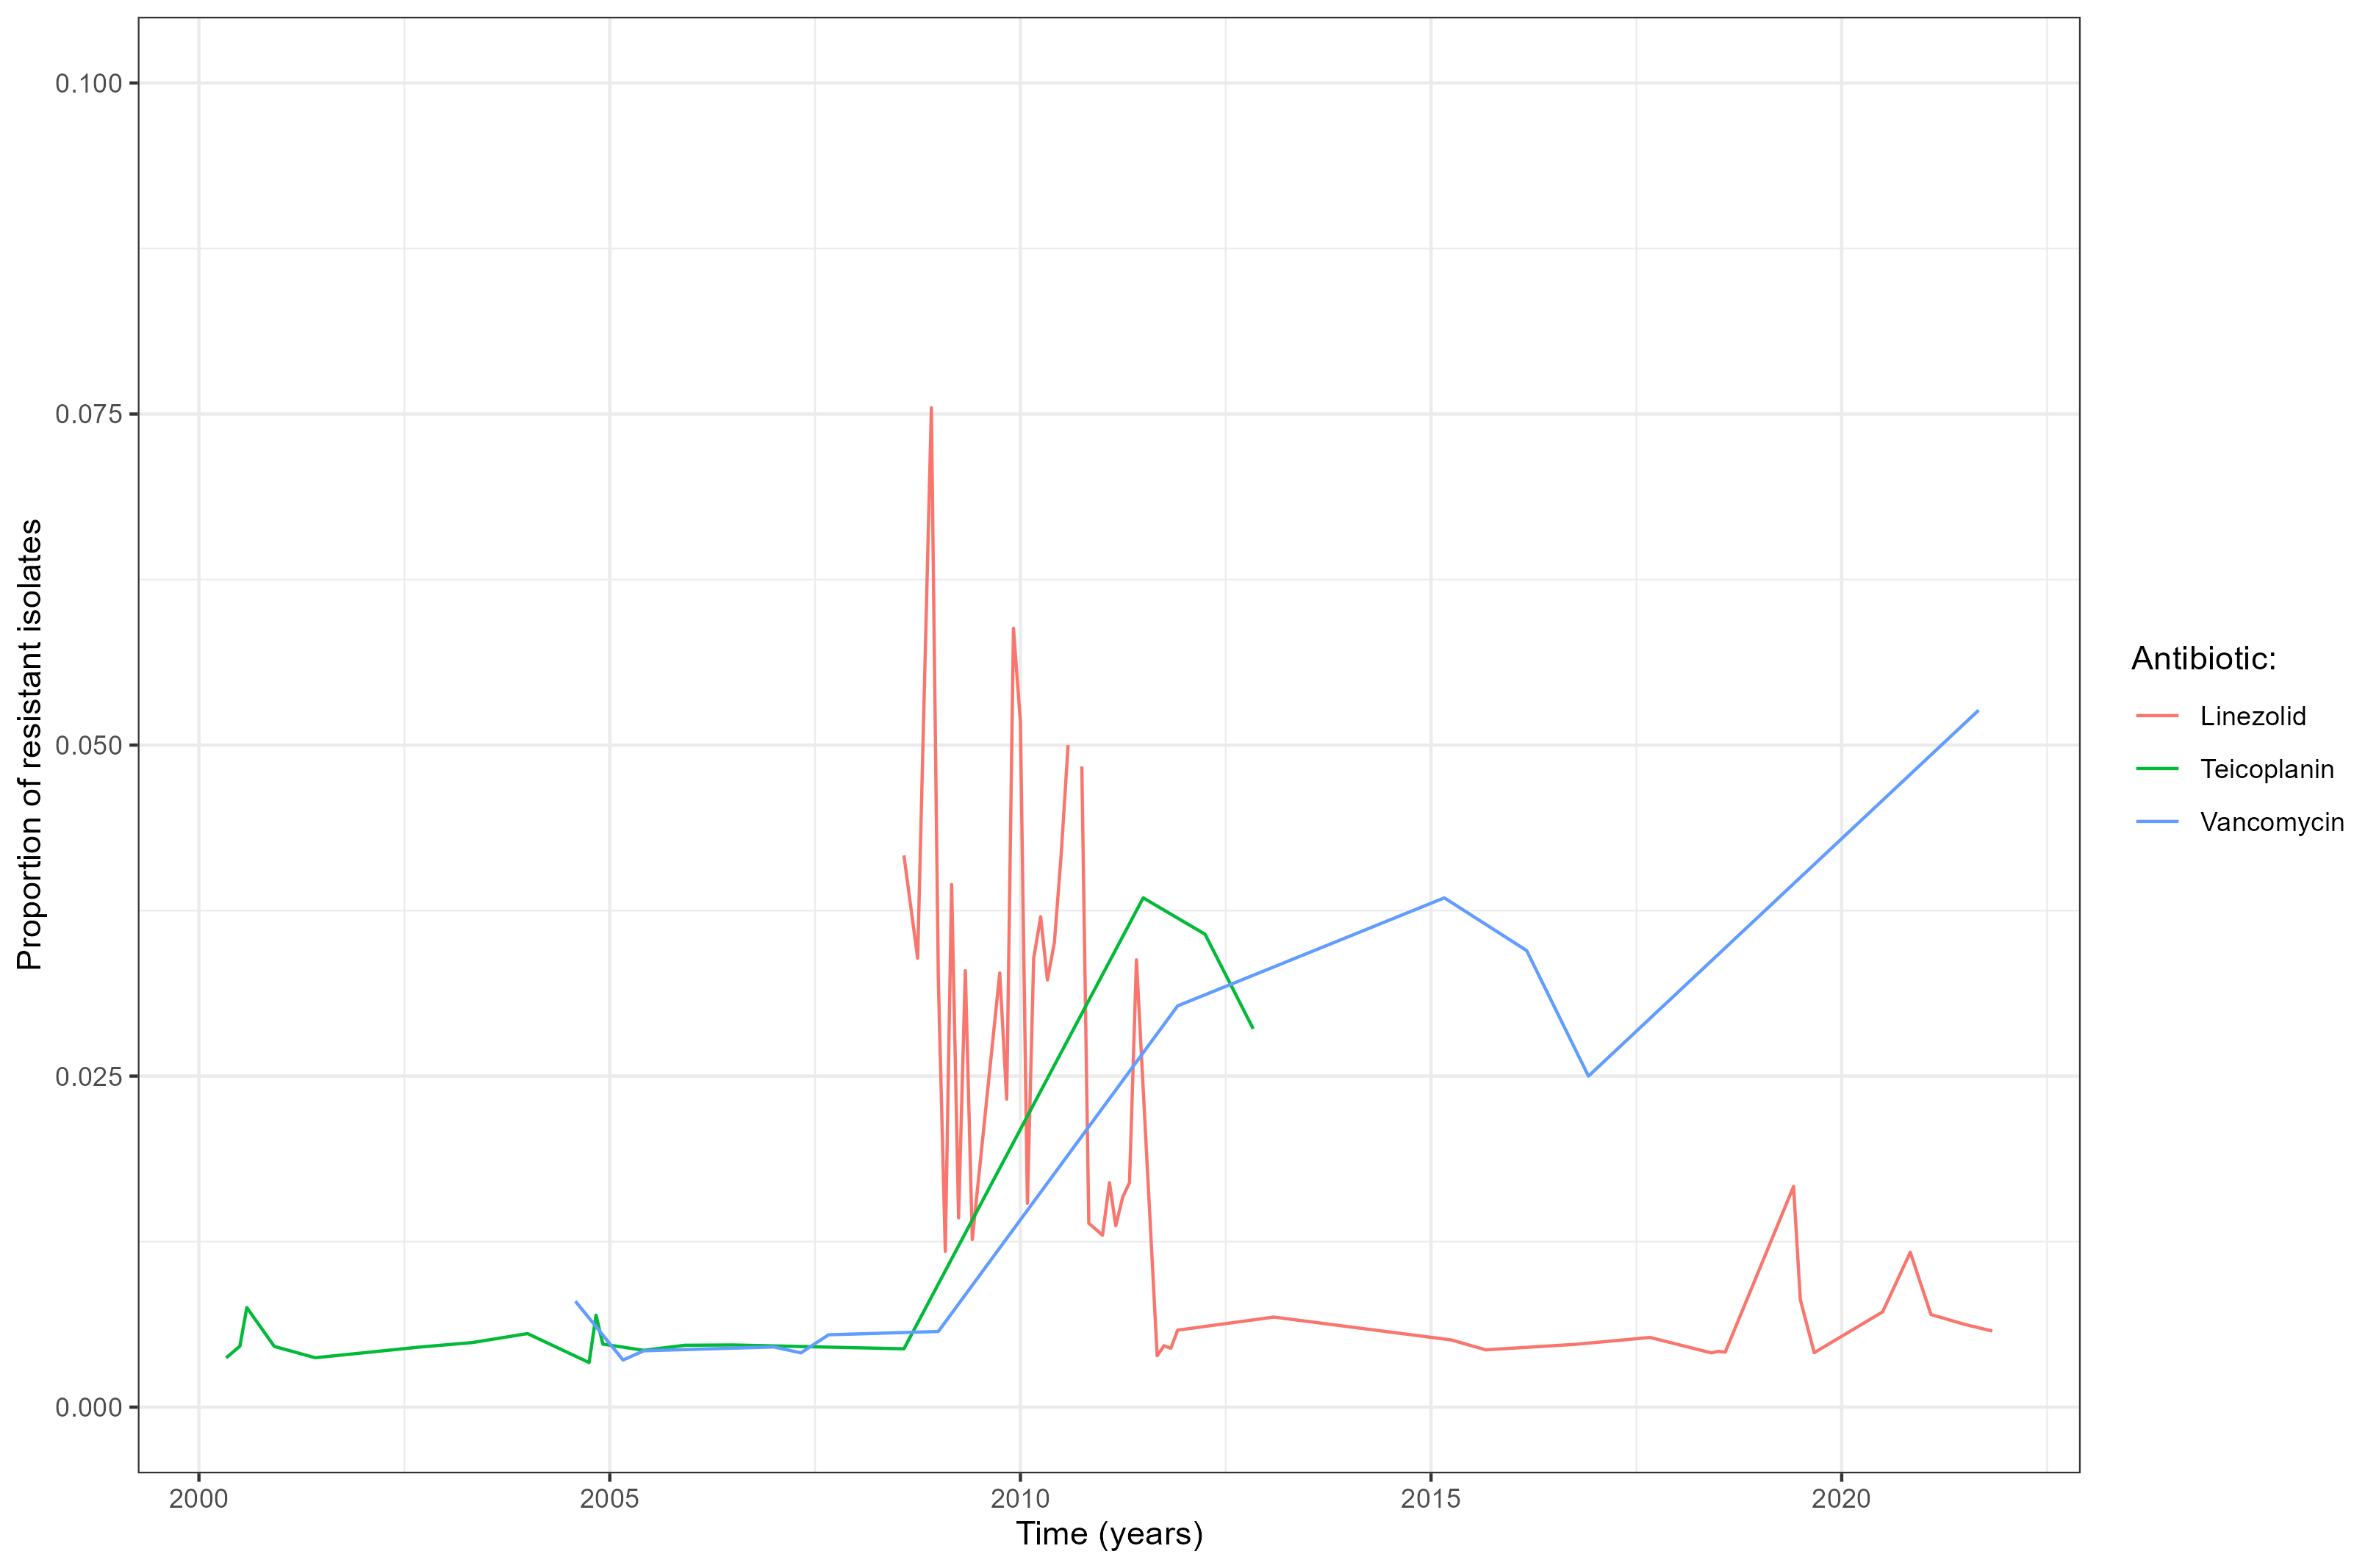 0.100
0.075
0.050
0.025
0.000
Proportion of resistant isolates
2000 2005 2010 2015 2020
Time (years)
Antibiotic:
Linezolid
Teicoplanin
Vancomycin